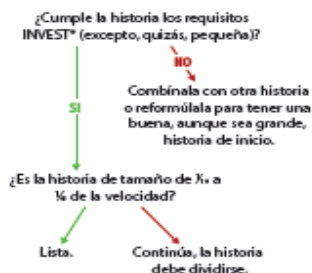 ¿Cumple la historia los requisitos
INVEST* (excepto, quizás, pequeña)?
NO
Combínala con otra historia
o reformúlala para tener una
buena, aunque sea grande,
historia de inicio.
SI
¿Es la historia de tamaño de a
⅙ de la velocidad?
Lista.
Continúa, la historia
debe dividirse.